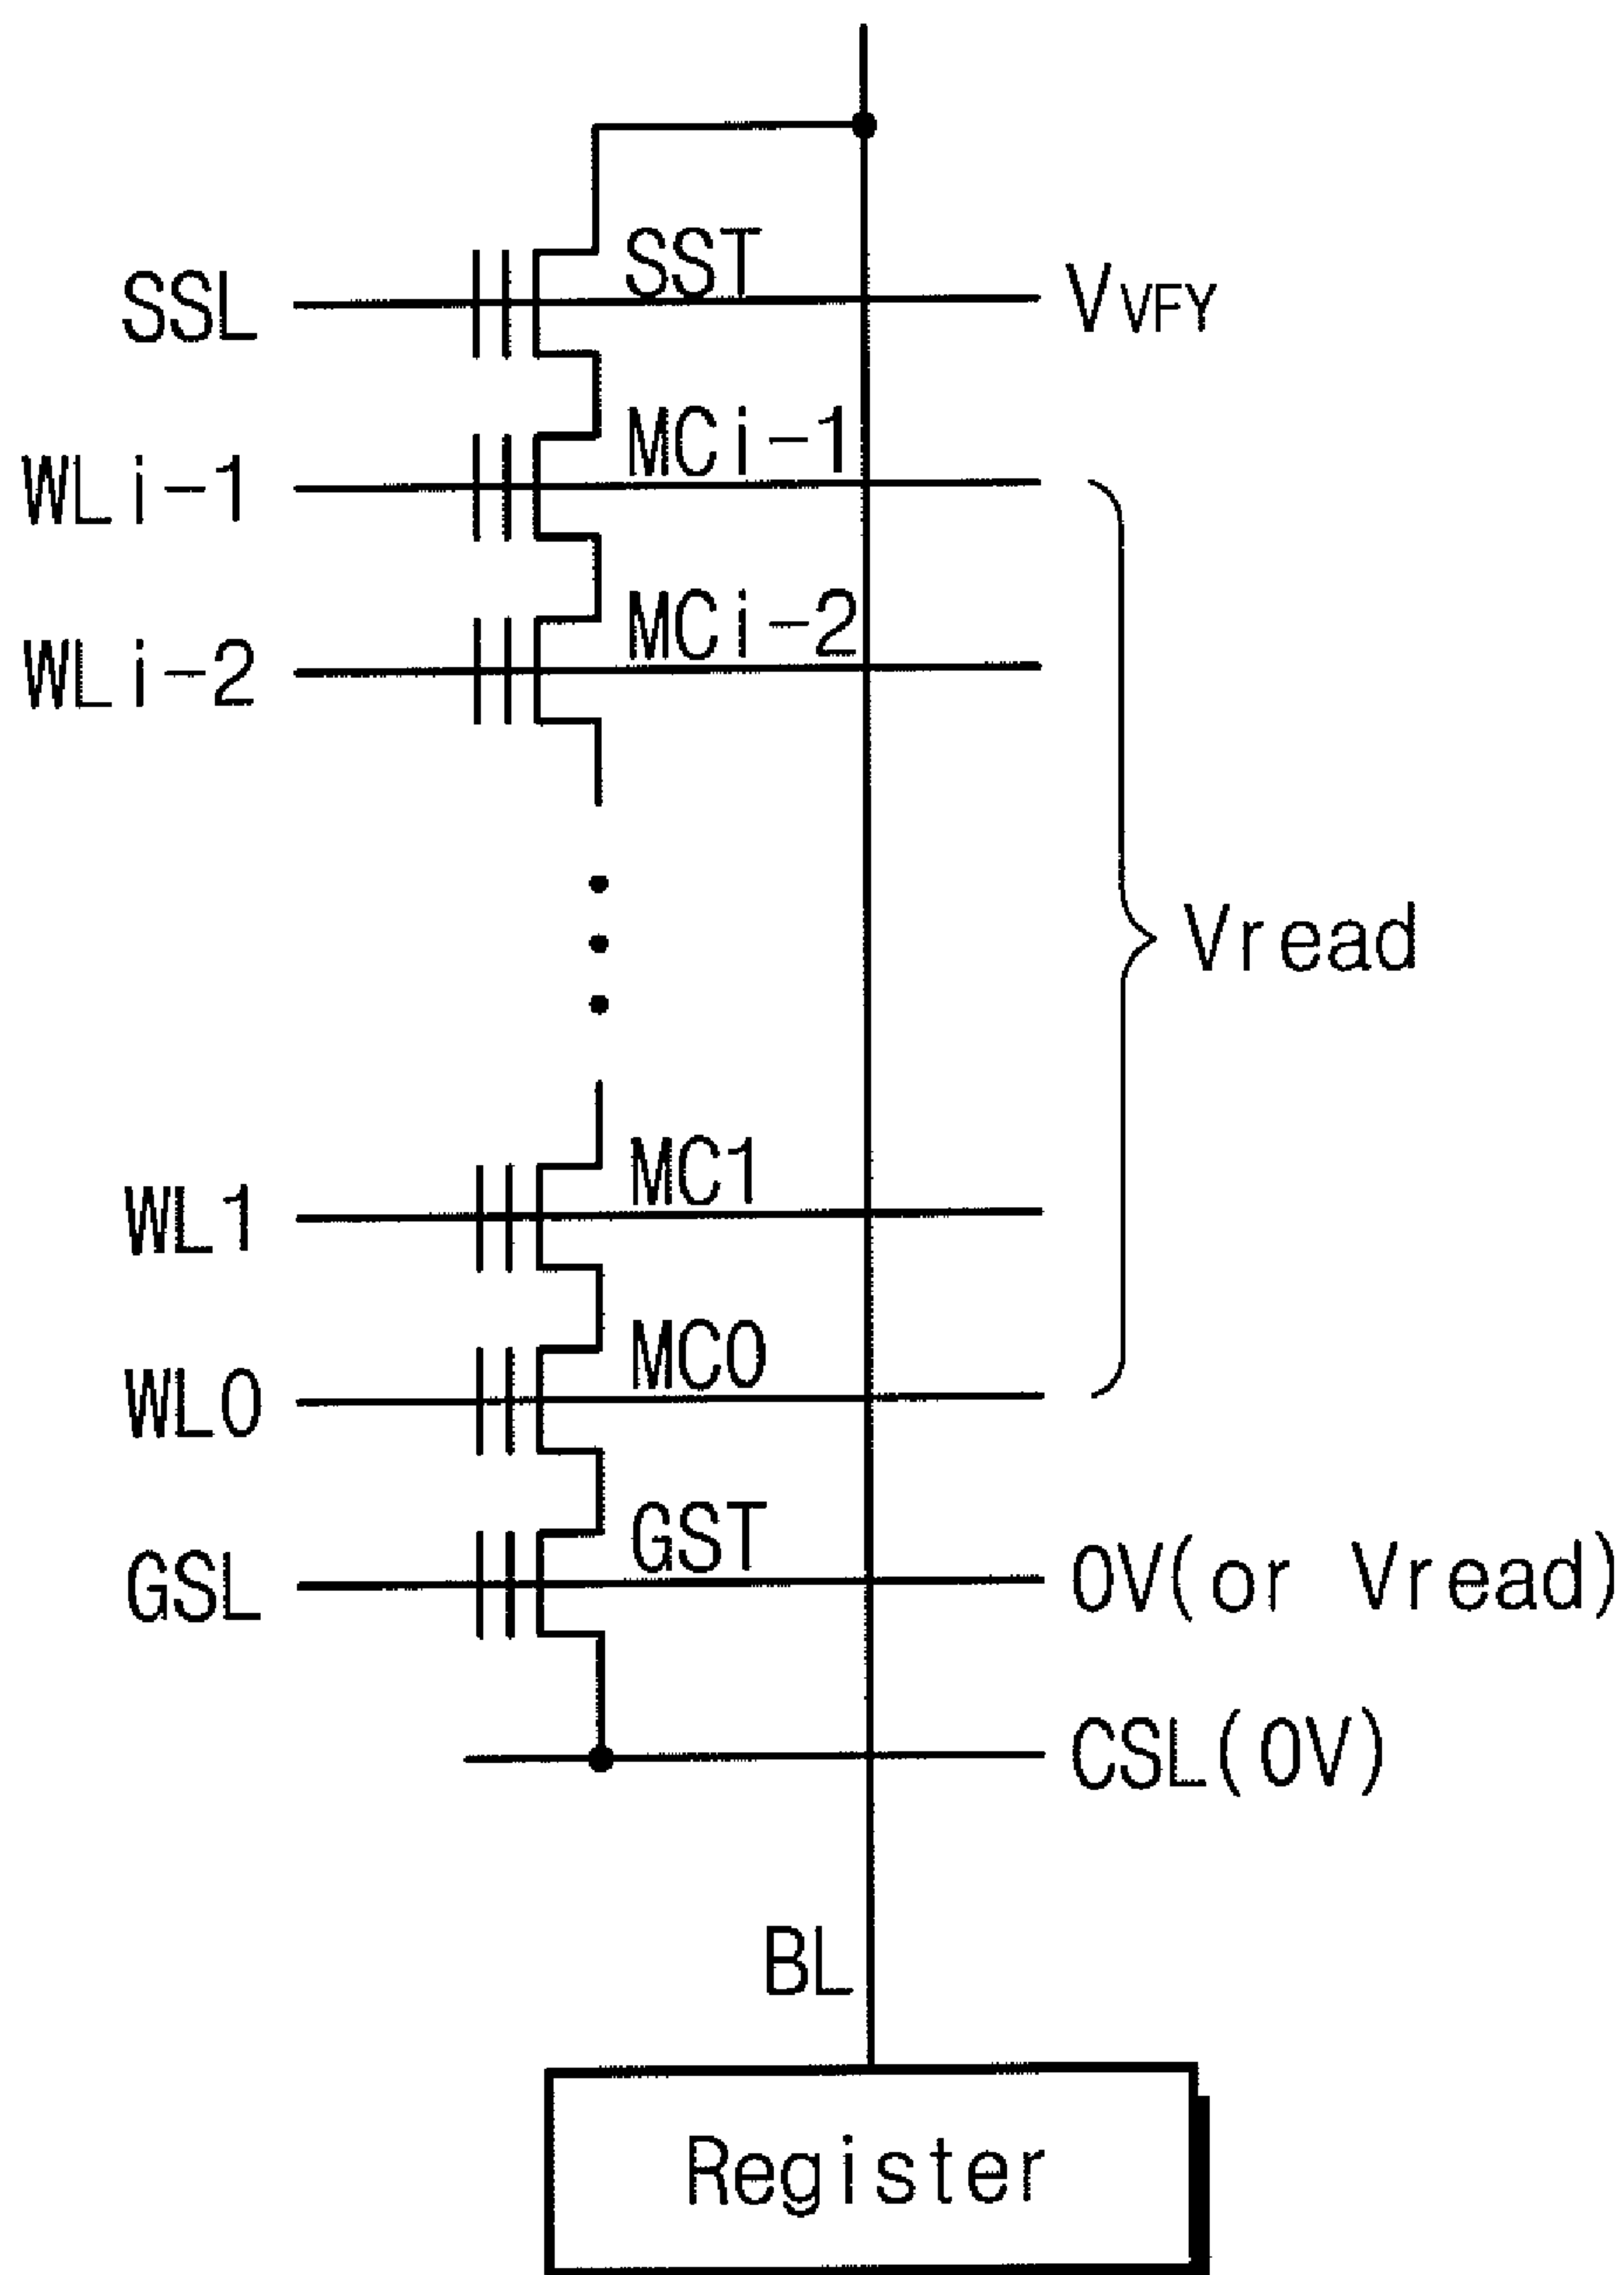 SST
SSL VVFY
MCi-1
WLi-1
MCi-2
WLi-2
Vread
MC1
WL1
MC0
WL0
GST
GSL 0V(or Vread)
CSL(0V)
BL
Register